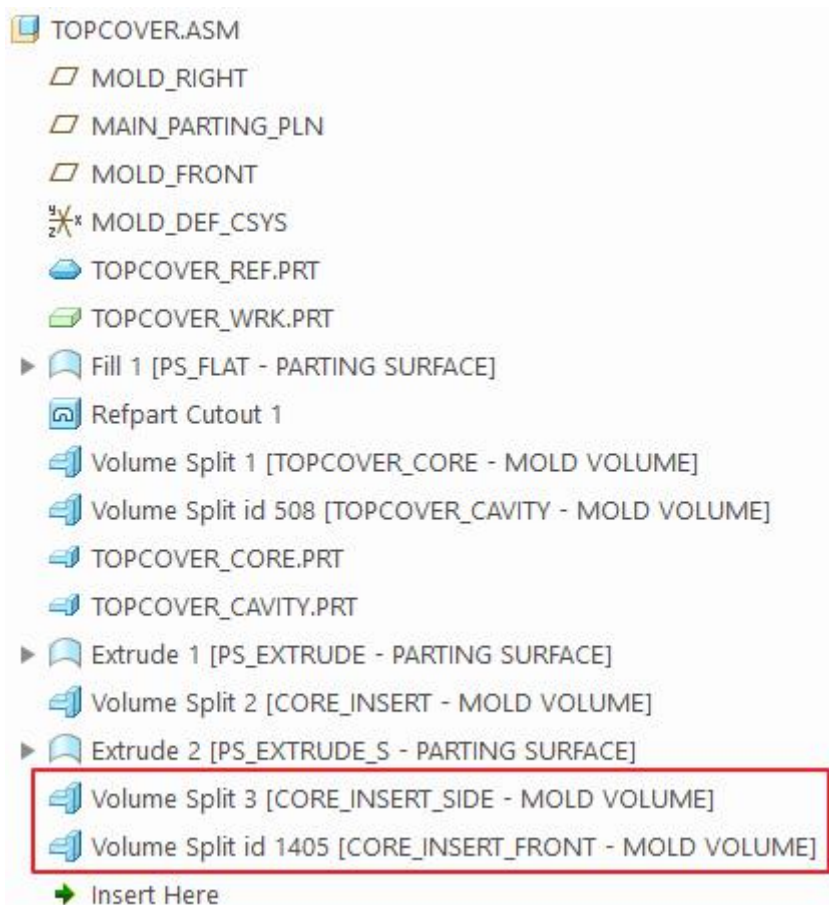 TOPCOVER.ASM
MOLD_RIGHT
MAIN_PARTING_PLN
MOLD_FRONT
MOLD_DEF_CSYS
TOPCOVER_REF.PRT
TOPCOVER_WRK.PRT
Fill 1 [PS_FLAT - PARTING SURFACE]
Refpart Cutout 1
Volume Split 1 [TOPCOVER_CORE - MOLD VOLUME]
Volume Split id 508 [TOPCOVER_CAVITY - MOLD VOLUME]
TOPCOVER_CORE.PRT
TOPCOVER_CAVITY.PRT
Extrude 1 [PS_EXTRUDE - PARTING SURFACE]
Volume Split 2 [CORE_INSERT - MOLD VOLUME]
Extrude 2 [PS_EXTRUDE_S - PARTING SURFACE]
Volume Split 3 [CORE_INSERT_SIDE - MOLD VOLUME]
Volume Split id 1405 [CORE_INSERT_FRONT - MOLD VOLUME]
Insert Here